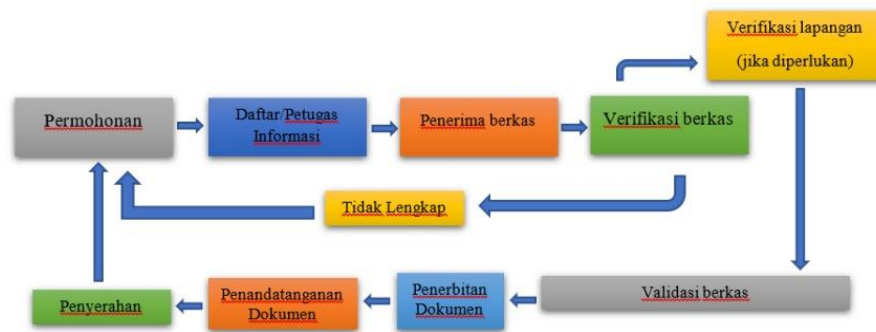 Verifikasi lapangan
(jika diperlukan)
Permohonan
Daftar/Petugas
Informasi
Penerima berkas
Verifikasi berkas
Tidak Lengkap
Penyerahan
Penandatanganan
Dokumen
Penerbitan
Dokumen
Validasi berkas